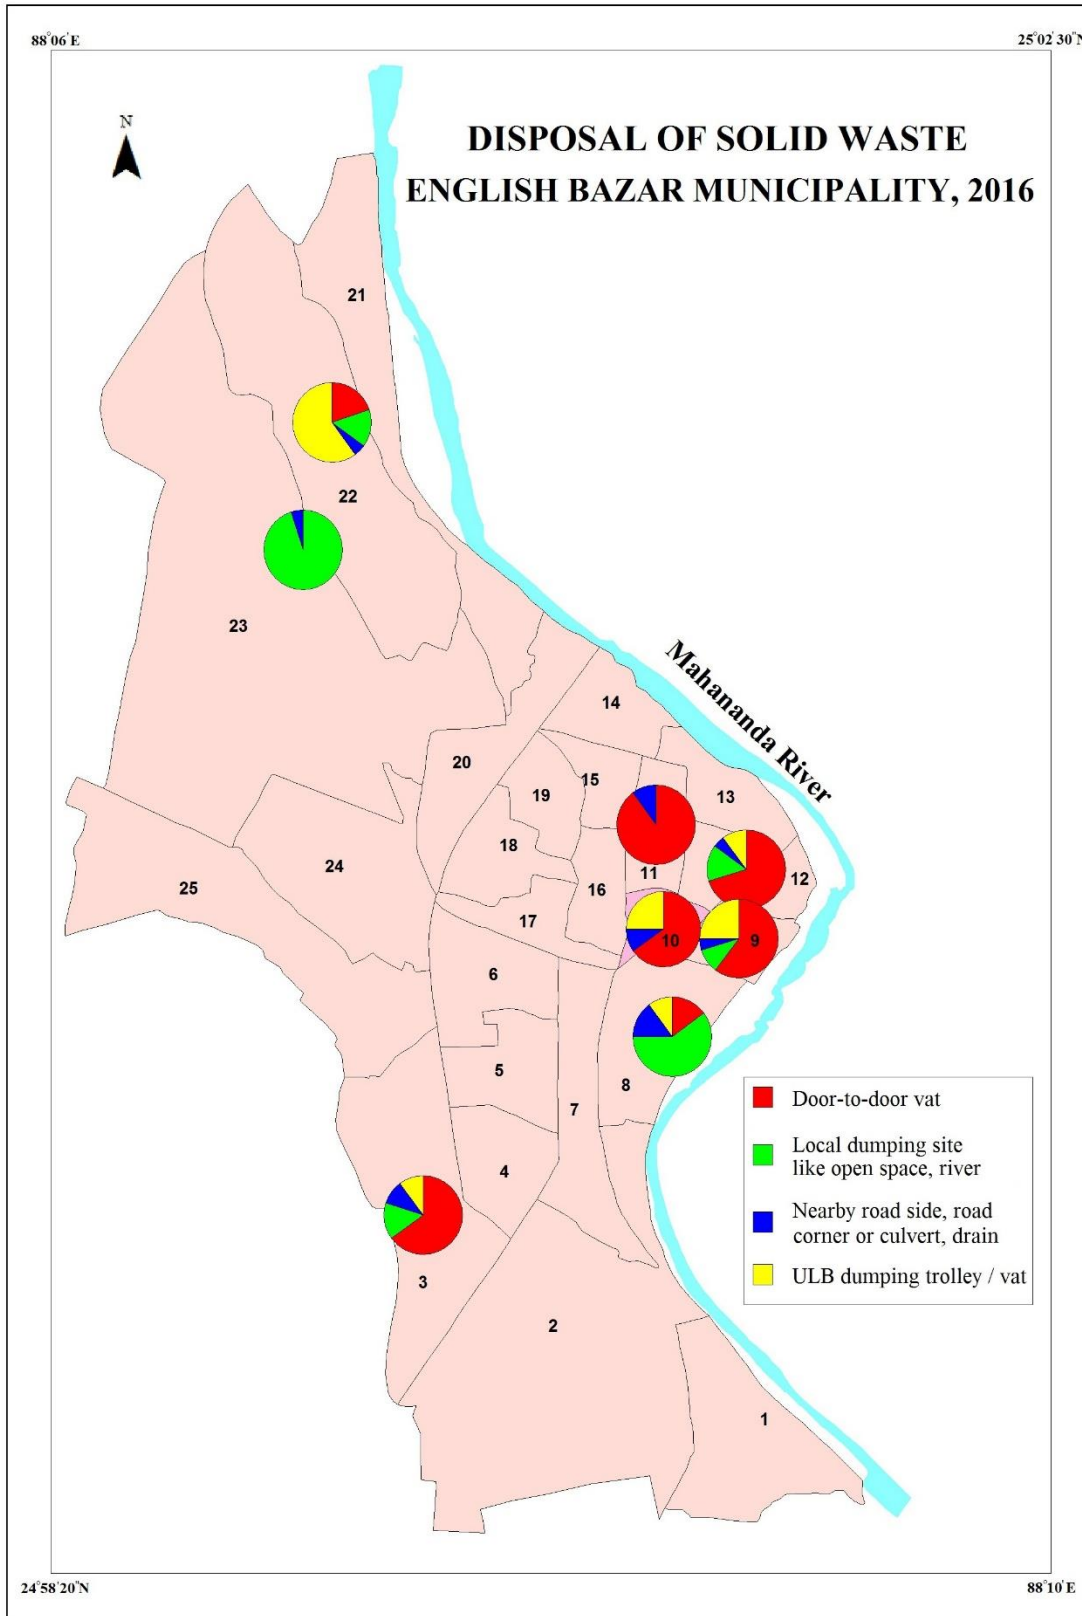 88°06'E
25°02'30"N
N
DISPOSAL OF SOLID WASTE
ENGLISH BAZAR MUNICIPALITY, 2016
21
22
23
Mahananda River
14
20
15
19
13
18
11
12
24
16
25
17
10
9
6
5
8
7
4
3
2
1
Door-to-door vat
Local dumping site
like open space, river
Nearby road side, road
corner or culvert, drain
ULB dumping trolley / vat
24°58'20"N
88°10'E